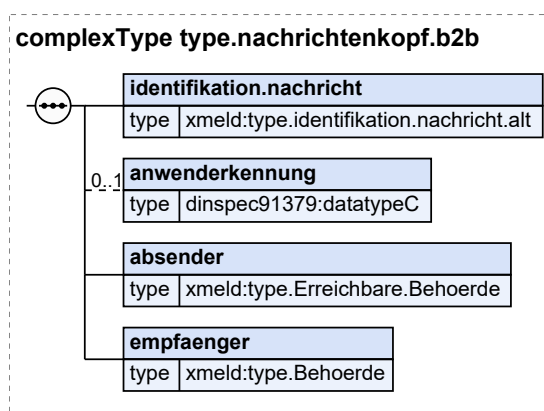 complexType type.nachrichtenkopf.b2b
identifikation.nachricht
type xmeld:type.identifikation.nachricht.alt
0..1
anwenderkennung
type dinspec91379:datatypeC
absender
type xmeld:type.Erreichbare.Behoerde
empfaenger
type xmeld:type.Behoerde